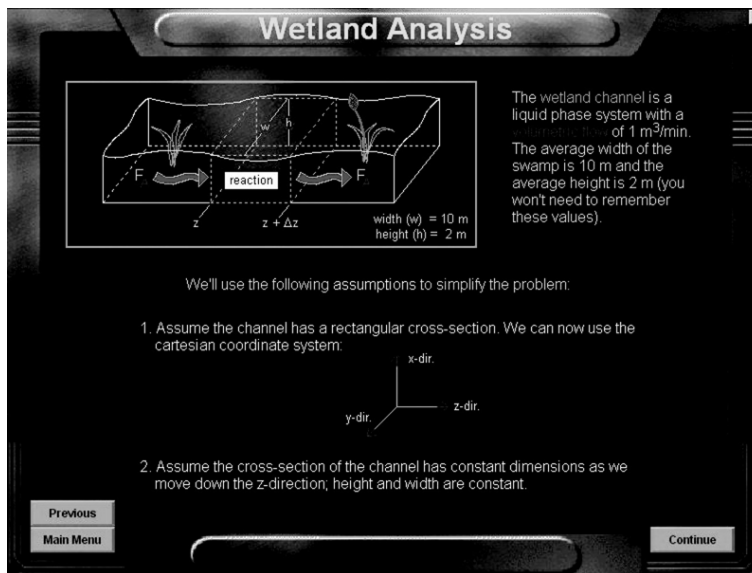 Wetland Analysis
The wetland channel is a
liquid phase system with a
volumetric flow of 1 m³/min.
The average width of the
swamp is 10 m and the
average height is 2 m (you
won't need to remember
these values).
w
h
F
reaction
F
z
z + Δz
width (w) = 10 m
height (h) = 2 m
We'll use the following assumptions to simplify the problem:
1. Assume the channel has a rectangular cross-section. We can now use the
cartesian coordinate system:
x-dir.
z-dir.
y-dir.
2. Assume the cross-section of the channel has constant dimensions as we
move down the z-direction; height and width are constant.
Previous
Main Menu
Continue